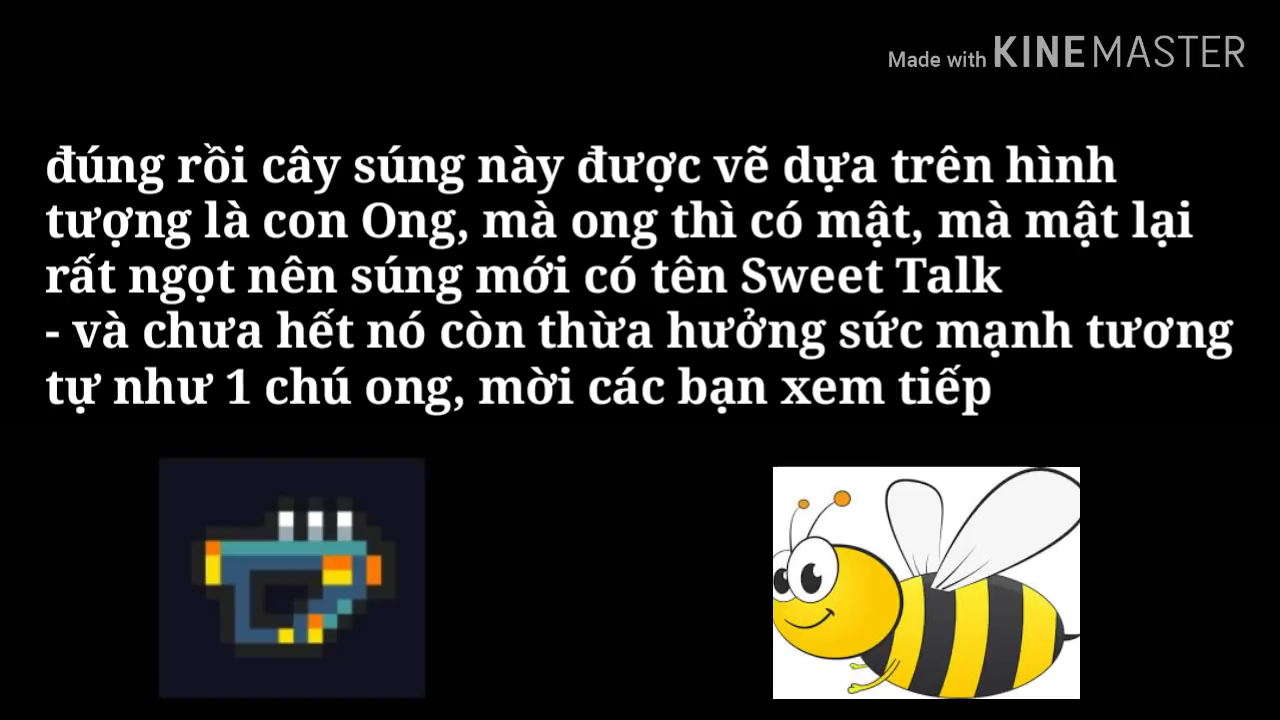 Made with KINEMASTER
đúng rồi cây súng này được vẽ dựa trên hình
tượng là con Ong, mà ong thì có mật, mà mật lại
rất ngọt nên súng mới có tên Sweet Talk
- và chưa hết nó còn thừa hưởng sức mạnh tương
tự như 1 chú ong, mời các bạn xem tiếp